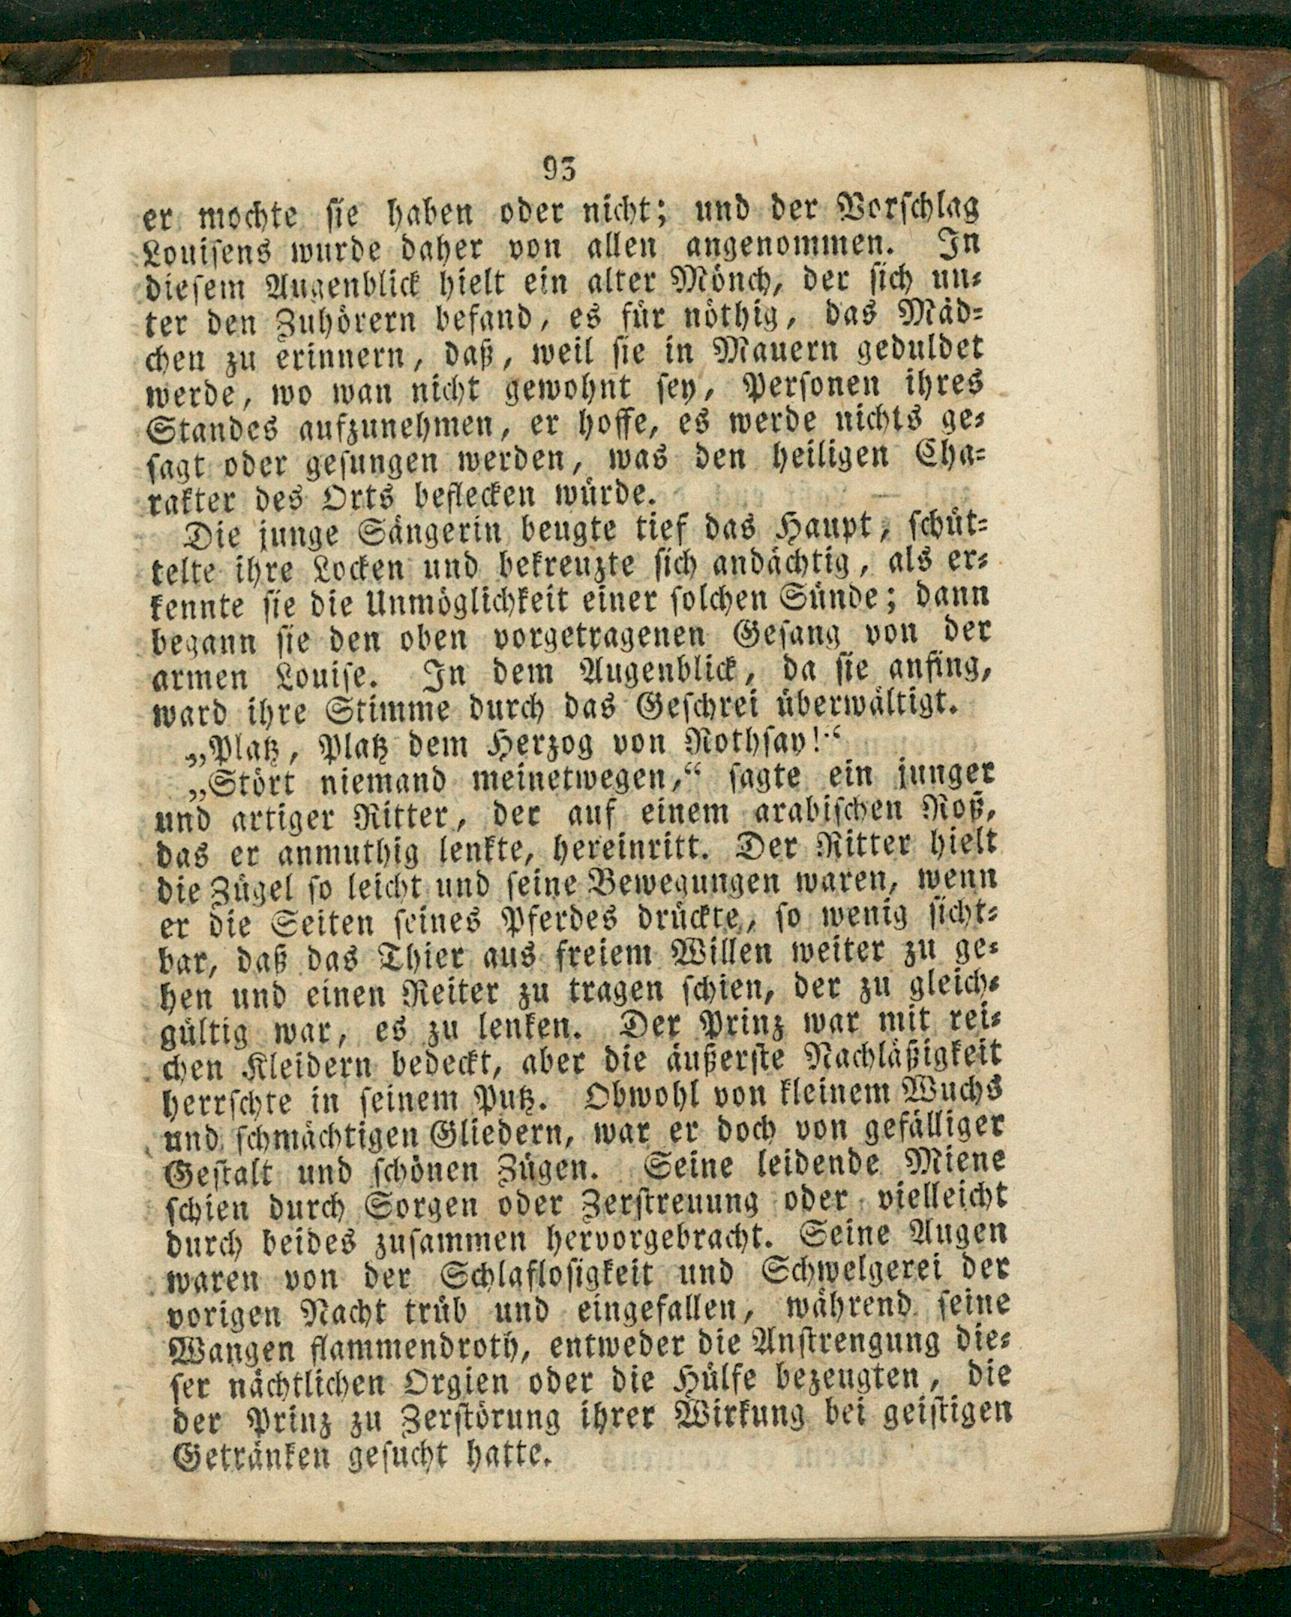 93
er mochte sie haben oder nicht; und der Vorschlag
Louisens wurde daher von allen angenommen. In
diesem Augenblick hielt ein alter Mönch, der sich un-
ter den Zuhörern befand, es für nöthig, das Mäd-
chen zu erinnern, daß, weil sie in Mauern geduldet
werde, wo wan nicht gewohnt sey, Personen ihres
Standes aufzunehmen, er hoffe, es werde nichts ge-
sagt oder gesungen werden, was den heiligen Cha-
rakter des Orts beflecken würde.
Die junge Sängerin beugte tief das Haupt, schüt-
telte ihre Locken und bekreuzte sich andächtig, als er-
kennte sie die Unmöglichkeit einer solchen Sünde; dann
begann sie den oben vorgetragenen Gesang von der
armen Louise. In dem Augenblick, da sie anfing,
ward ihre Stimme durch das Geschrei überwältigt.
„Platz, Platz dem Herzog von Rothsay!“
„Stört niemand meinetwegen,“ sagte ein junger
und artiger Ritter, der auf einem arabischen Roß,
das er anmuthig lenkte, hereinritt. Der Ritter hielt
die Zügel so leicht und seine Bewegungen waren, wenn
er die Seiten seines Pferdes drückte, so wenig sicht-
bar, daß das Thier aus freiem Willen weiter zu ge-
hen und einen Reiter zu tragen schien, der zu gleich-
gültig war, es zu lenken. Der Prinz war mit rei-
chen Kleidern bedeckt, aber die äußerste Nachläßigkeit
herrschte in seinem Putz. Obwohl von kleinem Wuchs
und schmächtigen Gliedern, war er doch von gefälliger
Gestalt und schönen Zügen. Seine leidende Miene
schien durch Sorgen oder Zerstreuung oder vielleicht
durch beides zusammen hervorgebracht. Seine Augen
waren von der Schlaflosigkeit und Schwelgerei der
vorigen Nacht trüb und eingefallen, während seine
Wangen flammendroth, entweder die Anstrengung die-
ser nächtlichen Orgien oder die Hülfe bezeugten, die
der Prinz zu Zerstörung ihrer Wirkung bei geistigen
Getränken gesucht hatte.